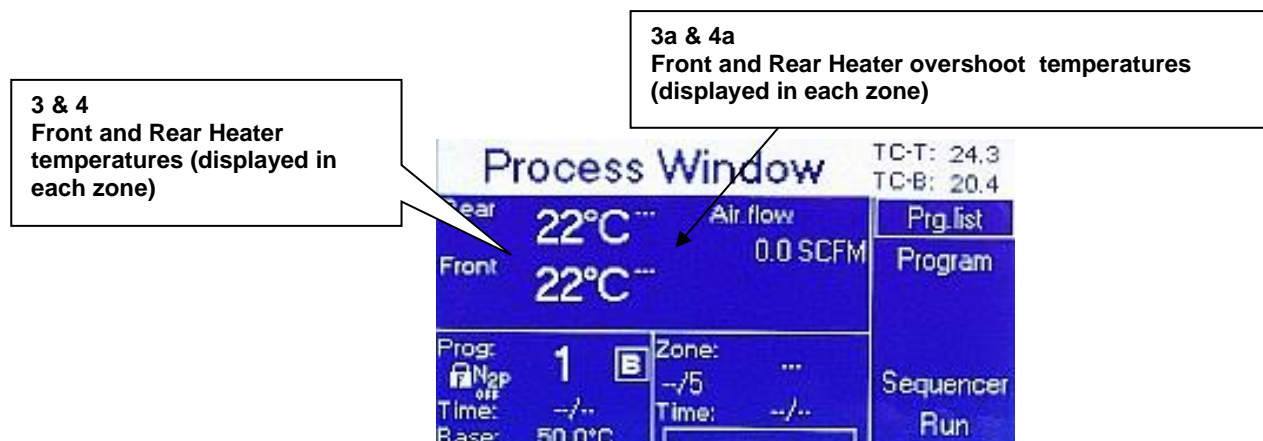 3a & 4a
Front and Rear Heater overshoot temperatures
(displayed in each zone)
3 & 4
Front and Rear Heater
temperatures (displayed in
each zone)
Process Window
TC-T: 24.3
TC-B: 20.4
Rear
22°C ---
Air.flow
0.0 SCFM
Front
22°C ---
Prg.list
Program
Prog:
1
B
N2P
OFF
Time: --/--
Base: 50.0°C
Zone:
---
--/5
Time: --/--
Sequencer
Run